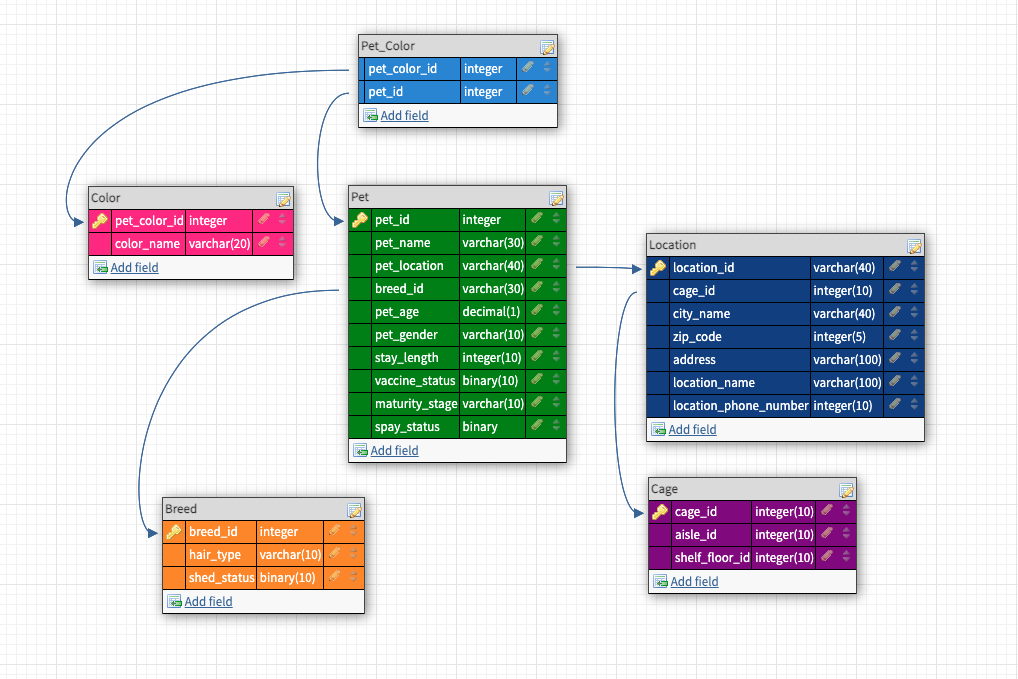 Pet_Color
pet_color_id integer
pet_id integer
Add field
Color
pet_color_id integer
color_name varchar(20)
Add field
Pet
pet_id integer
pet_name varchar(30)
pet_location varchar(40)
breed_id varchar(30)
pet_age decimal(1)
pet_gender varchar(10)
stay_length integer(10)
vaccine_status binary(10)
maturity_stage varchar(10)
spay_status binary
Add field
Location
location_id varchar(40)
cage_id integer(10)
city_name varchar(40)
zip_code integer(5)
address varchar(100)
location_name varchar(100)
location_phone_number integer(10)
Add field
Breed
breed_id integer
hair_type varchar(10)
shed_status binary(10)
Add field
Cage
cage_id integer(10)
aisle_id integer(10)
shelf_floor_id integer(10)
Add field